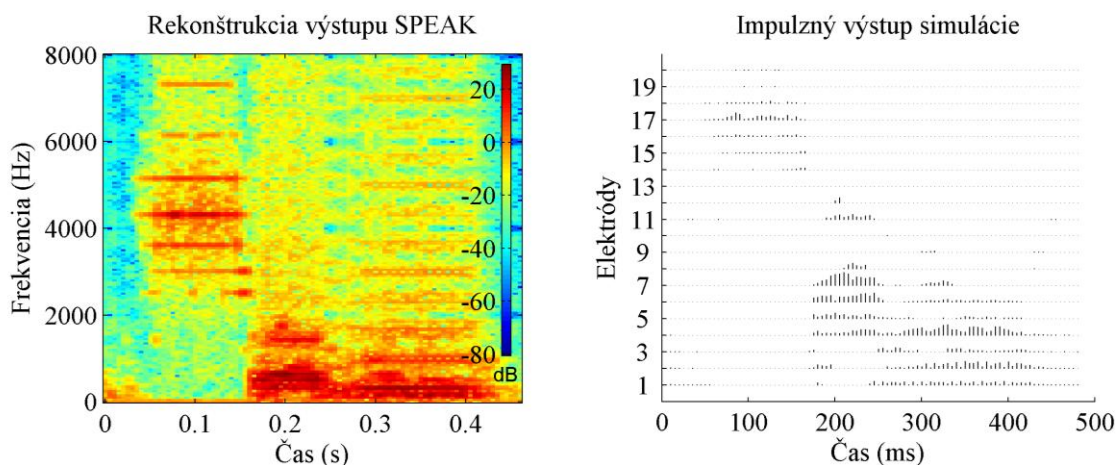 Rekonštrukcia výstupu SPEAK
8000
6000
4000
2000
0
Frekvencia (Hz)
0 0.1 0.2 0.3 0.4
Čas (s)
20
0
-20
-40
-60
-80
dB
Impulzný výstup simulácie
19
17
15
13
11
9
7
5
3
1
Elektródy
0 100 200 300 400 500
Čas (ms)